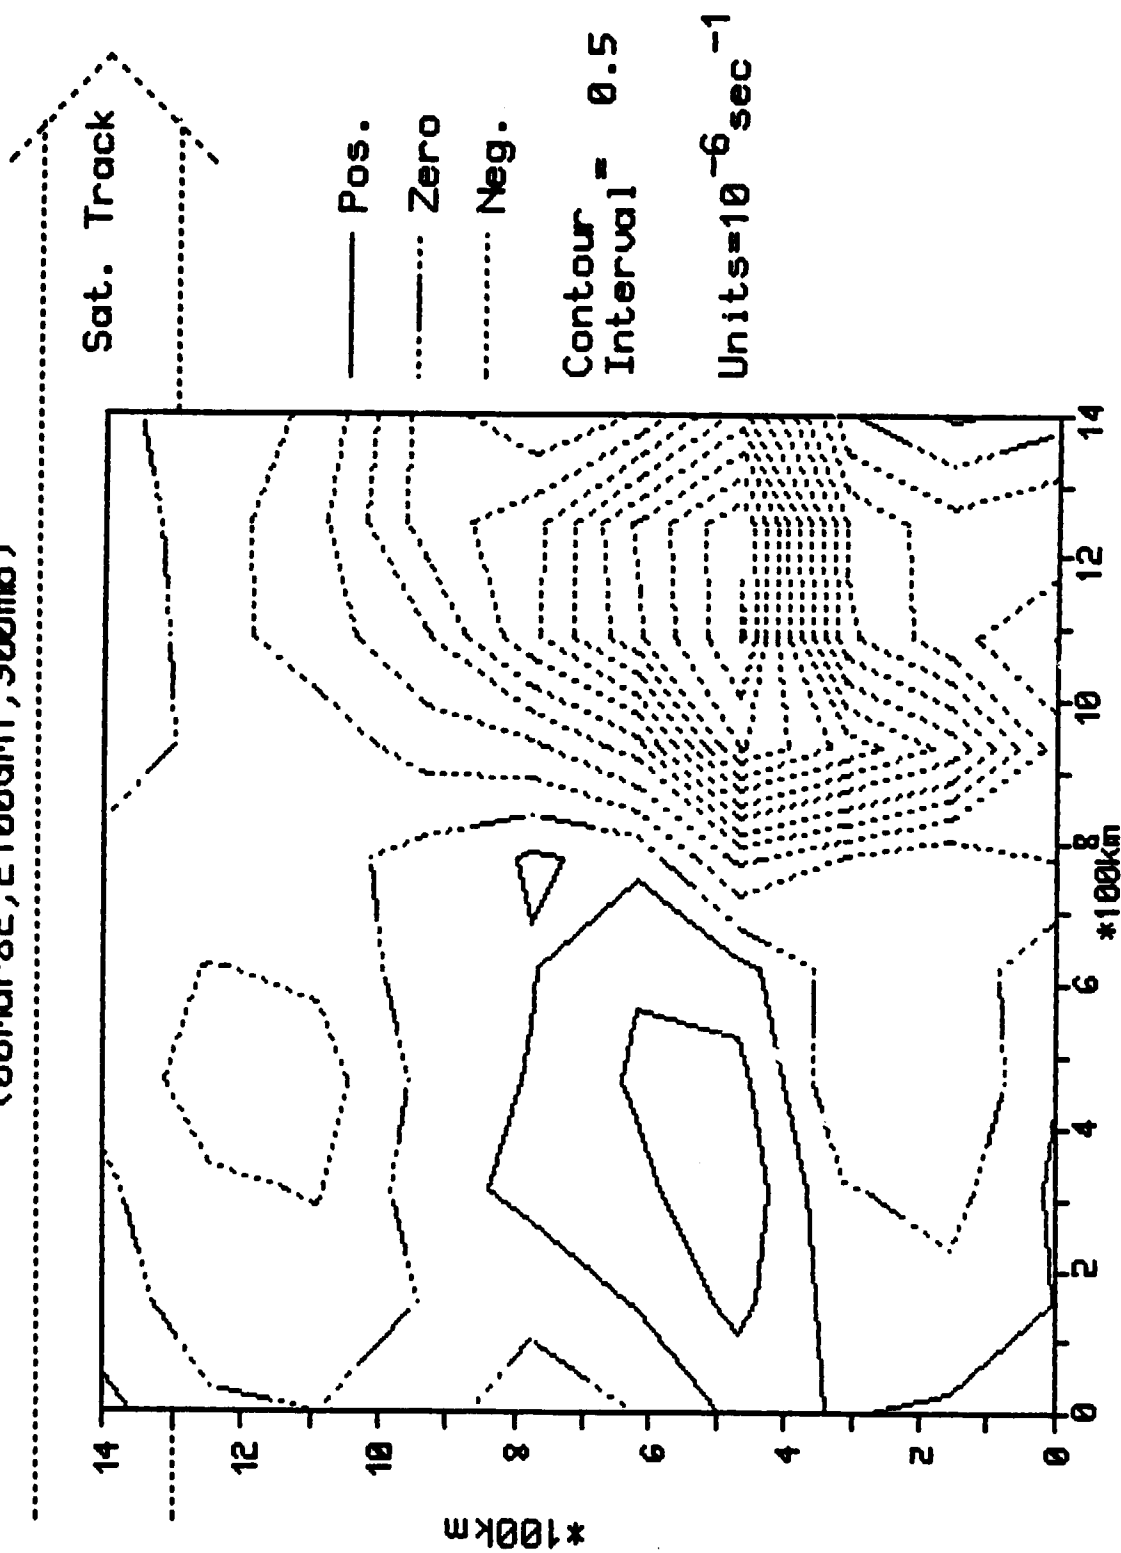 Sat. Track
Pos.
Zero
Neg.
Contour
Interval = 0.5
Units=10⁻⁶sec⁻¹
14
12
10
8
6
4
2
0
*100km
0
2
4
6
8
10
12
14
*100km